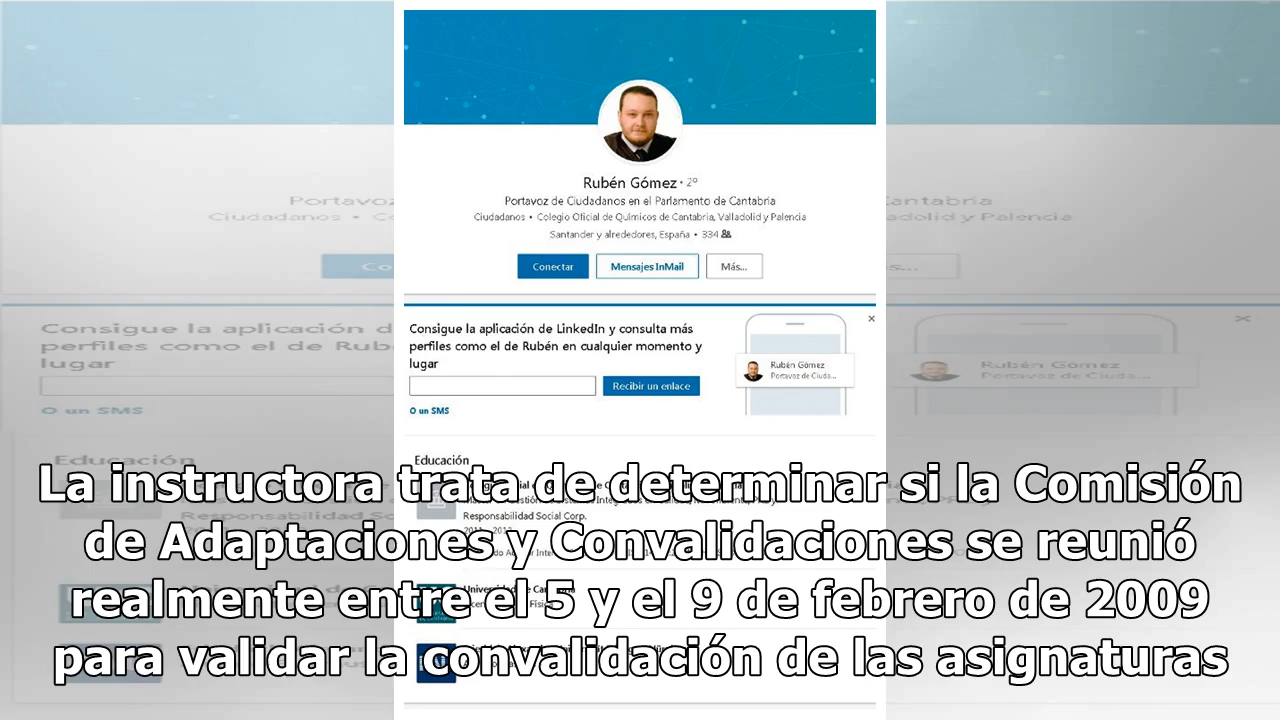 Rubén Gómez · 2º
Portavoz de Ciudadanos en el Parlamento de Cantabria
Ciudadanos • Colegio Oficial de Químicos de Cantabria, Valladolid y Palencia
Santander y alrededores, España • 334
Conectar
Mensajes InMail
Más...
Consigue la aplicación de LinkedIn y consulta más
perfiles como el de Rubén en cualquier momento y
lugar
Recibir un enlace
O un SMS
Rubén Gómez
Portavoz de Ciuda...
Educación
Responsabilidad Social Corp.
La instructora trata de determinar si la Comisión
de Adaptaciones y Convalidaciones se reunió
realmente entre el 5 y el 9 de febrero de 2009
para validar la convalidación de las asignaturas